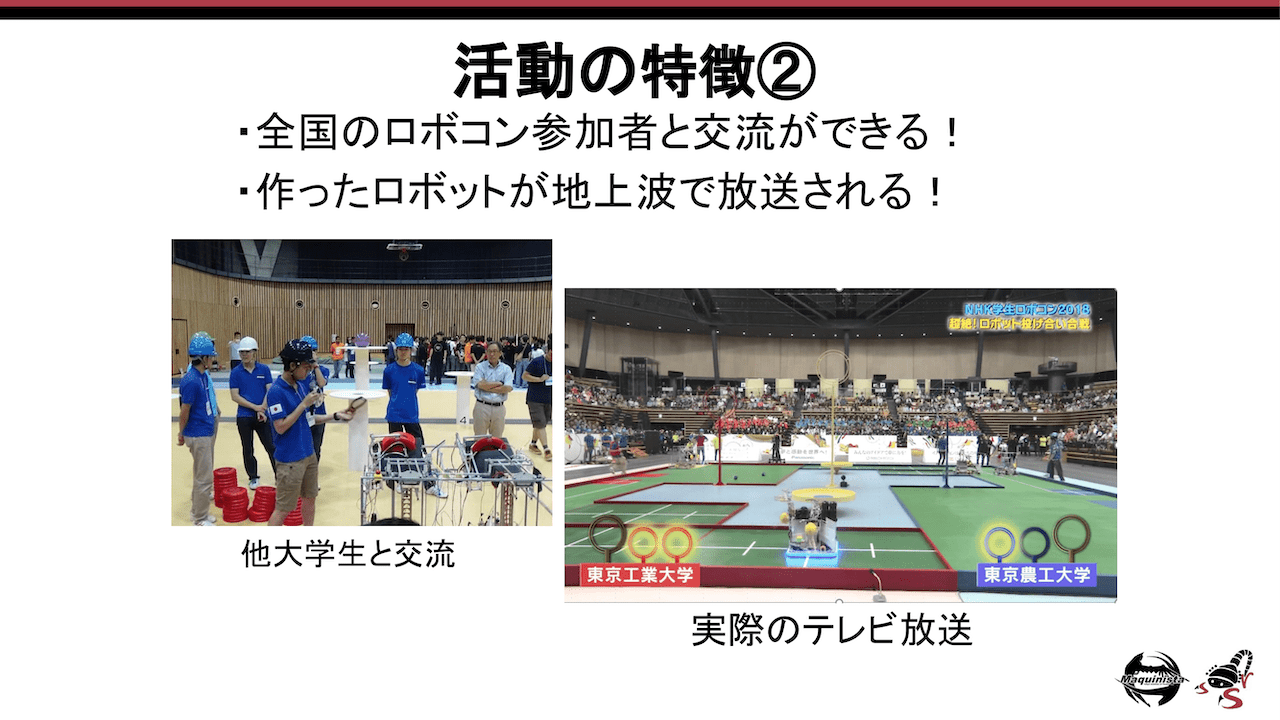 活動の特徴②
・全国のロボコン参加者と交流ができる！
・作ったロボットが地上波で放送される！
NHK学生ロボコン2018
超絶！ロボット投げ合い合戦
4
東京工業大学
東京農工大学
他大学生と交流
実際のテレビ放送
Maquinista
SSR